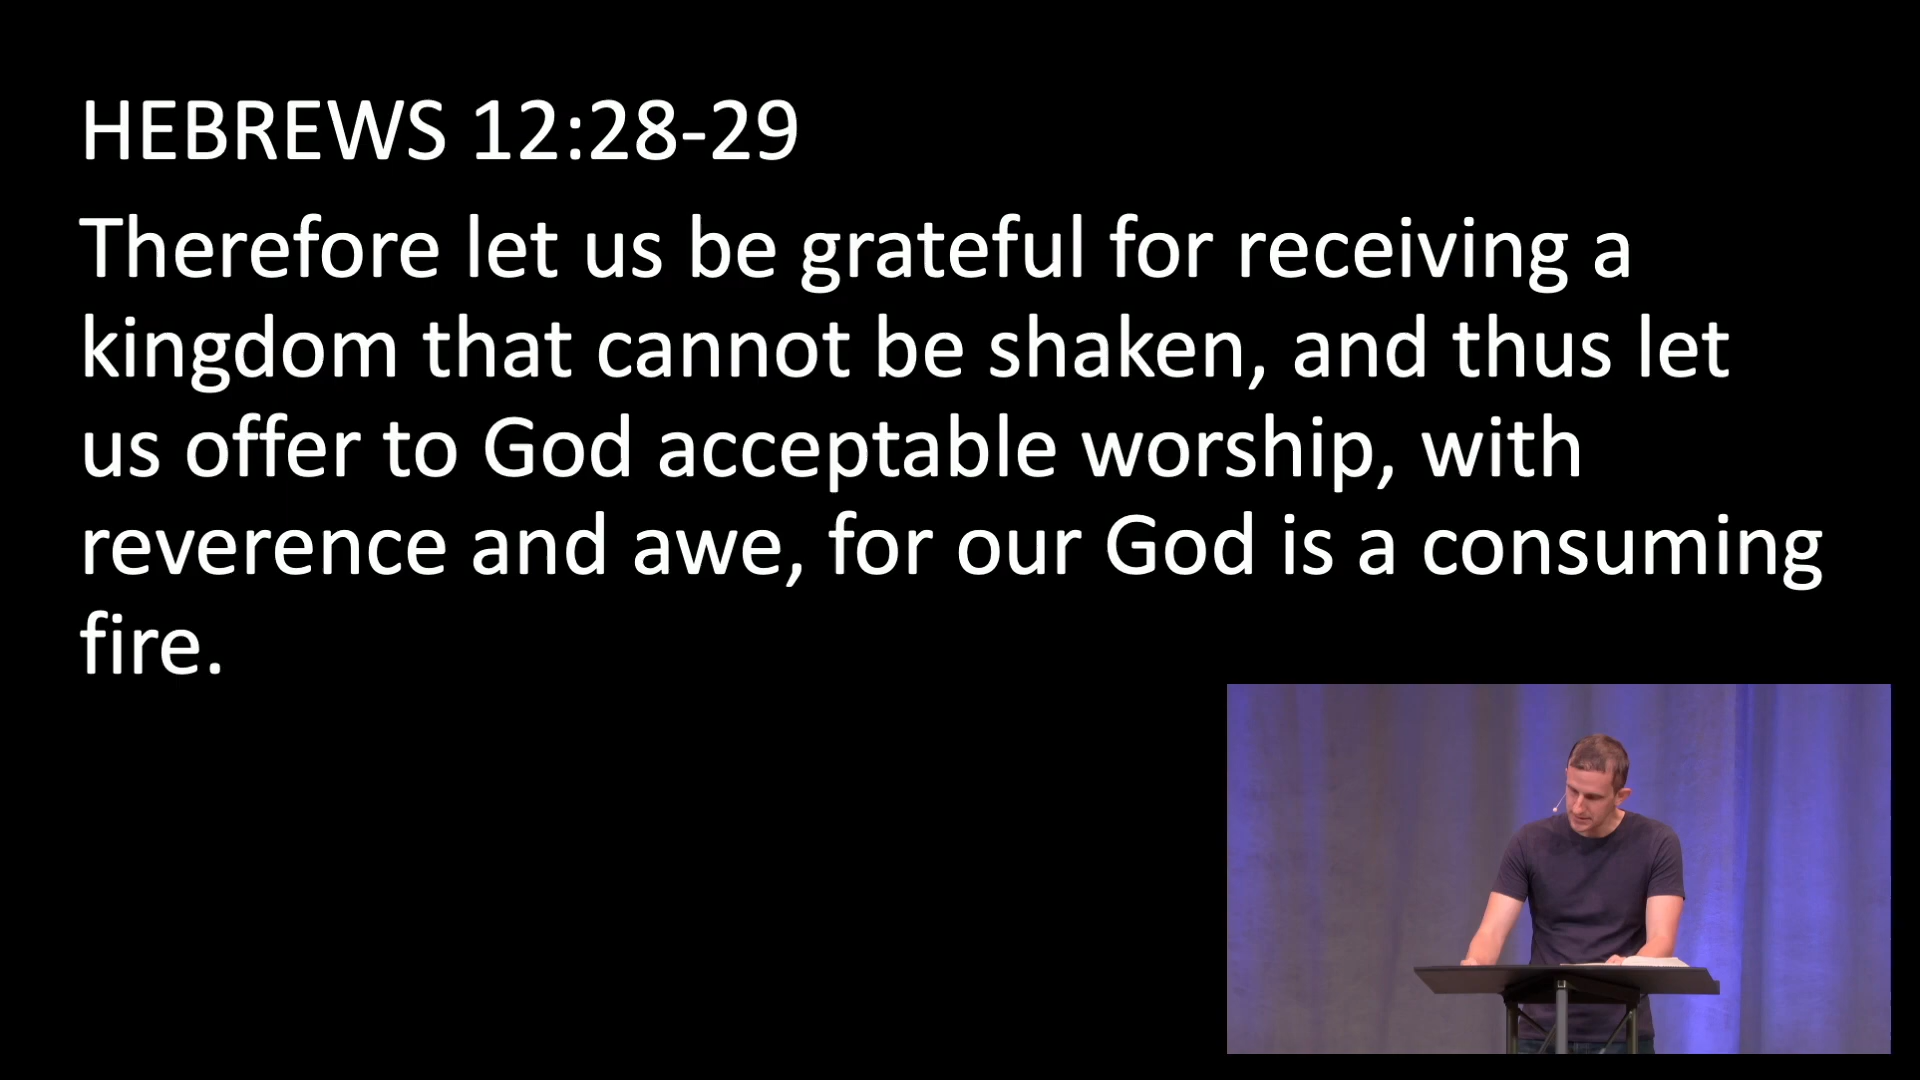 HEBREWS 12:28-29
Therefore let us be grateful for receiving a
kingdom that cannot be shaken, and thus let
us offer to God acceptable worship, with
reverence and awe, for our God is a consuming
fire.